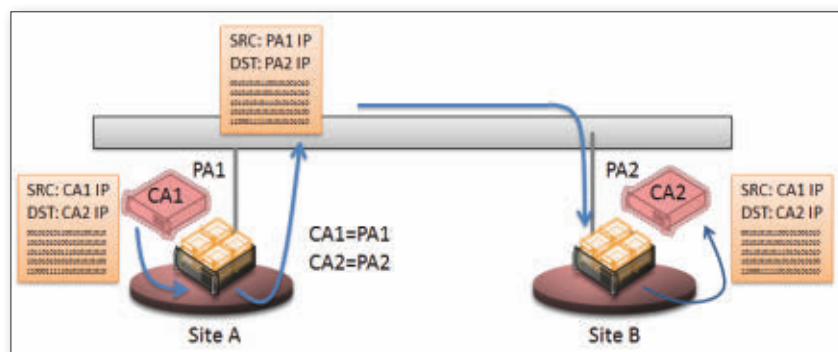 SRC: PA1 IP
DST: PA2 IP
PA1
PA2
SRC: CA1 IP
DST: CA2 IP
CA1
CA1=PA1
CA2=PA2
CA2
SRC: CA1 IP
DST: CA2 IP
Site A
Site B